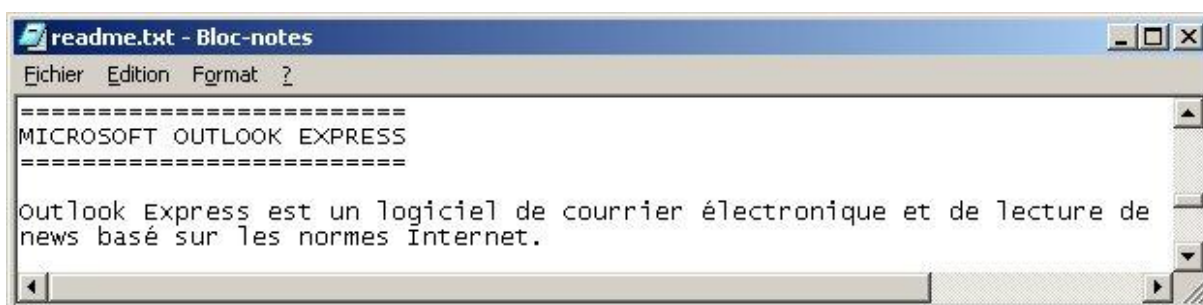 readme.txt - Bloc-notes
Fichier Edition Format ?
=========================
MICROSOFT OUTLOOK EXPRESS
=========================
Outlook Express est un logiciel de courrier électronique et de lecture de
news basé sur les normes Internet.